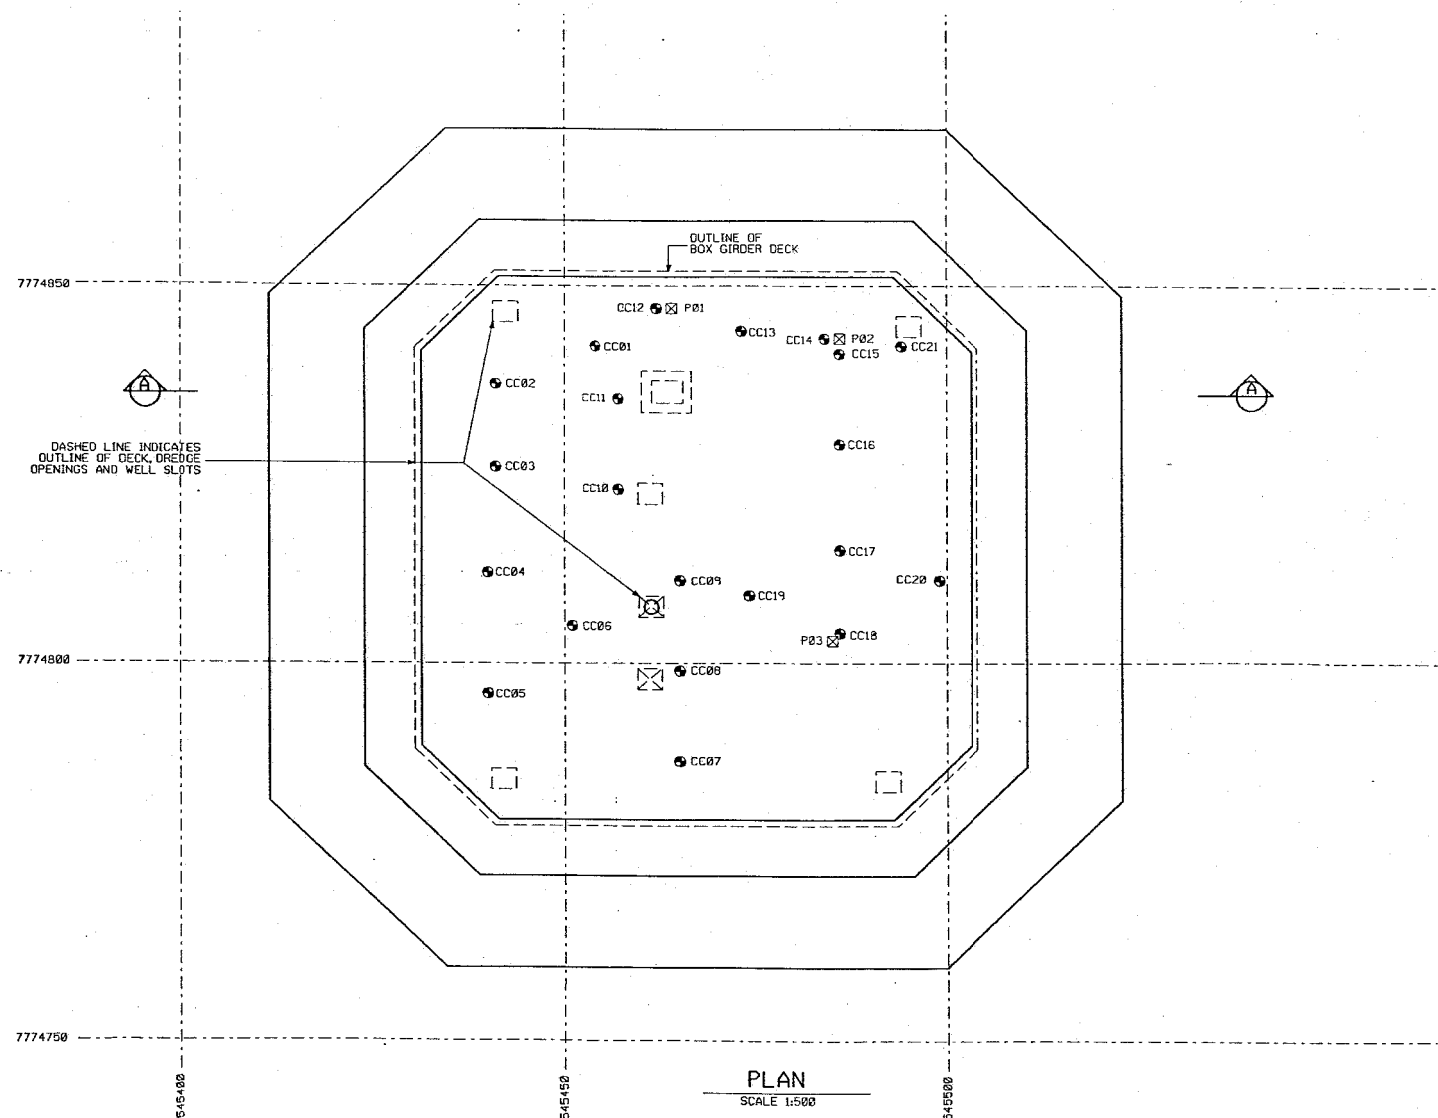 OUTLINE OF
BOX GIRDER DECK
7774850
CC12
P01
CC13
CC14
P02
CC15
CC21
CC01
CC02
CC11
A
A
CC16
DASHED LINE INDICATES
OUTLINE OF DECK, DREDGE
OPENINGS AND WELL SLOTS
CC03
CC10
CC17
CC04
CC09
CC20
CC19
CC06
CC18
P03
7774800
CC08
CC05
CC07
7774750
545400
545450
545500
PLAN
SCALE 1:500